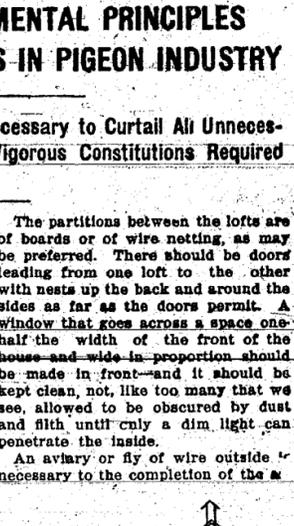 MENTAL PRINCIPLES
S IN PIGEON INDUSTRY
cessary to Curtail All Unneces-
Vigorous Constitutions Required
The partitions between the lofts are
of boards or of wire netting, as may
be preferred. There should be doors
leading from one loft to the other
with nests up the back and around the
sides as far as the doors permit. A
window that goes across a space one-
half the width of the front of the
house and wide in proportion should
be made in front—and it should be
kept clean, not, like too many that we
see, allowed to be obscured by dust
and filth until only a dim light can
penetrate the inside.
An aviary or fly of wire outside
necessary to the completion of the